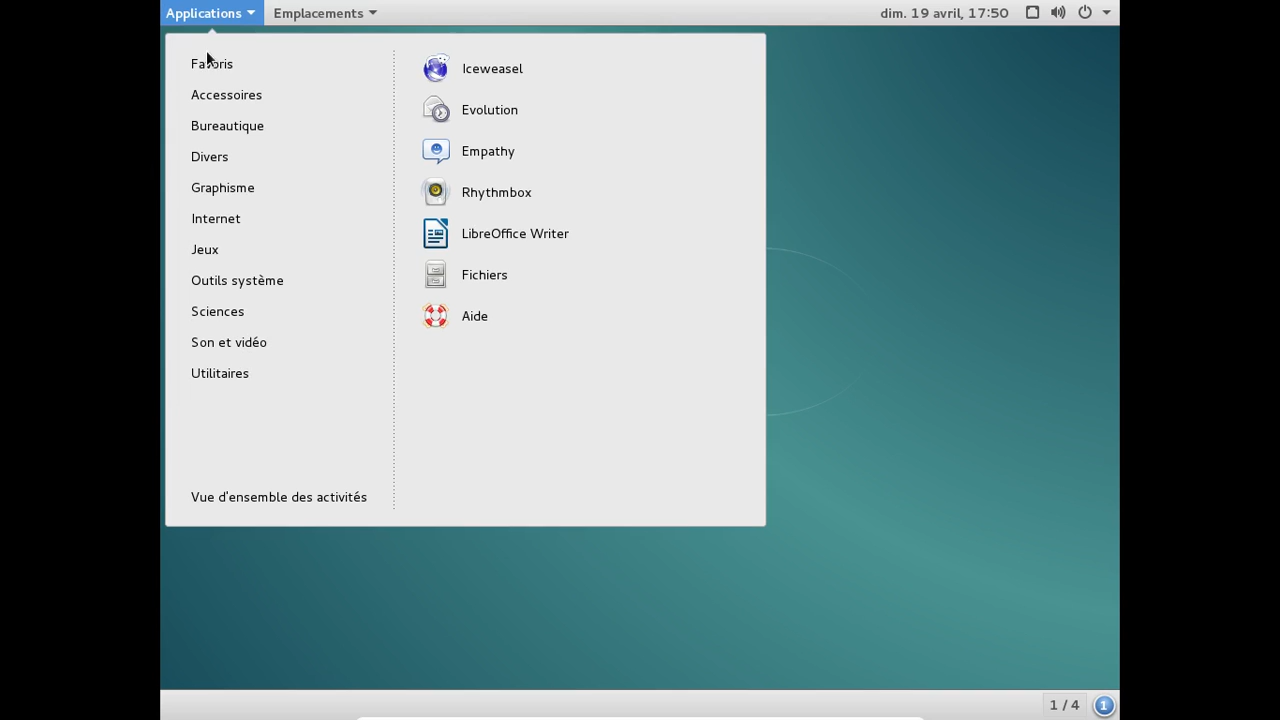 Applications Emplacements dim. 19 avril, 17:50
Favoris
Accessoires
Bureautique
Divers
Graphisme
Internet
Jeux
Outils système
Sciences
Son et vidéo
Utilitaires
Vue d'ensemble des activités
Iceweasel
Evolution
Empathy
Rhythmbox
LibreOffice Writer
Fichiers
Aide
1 / 4 1